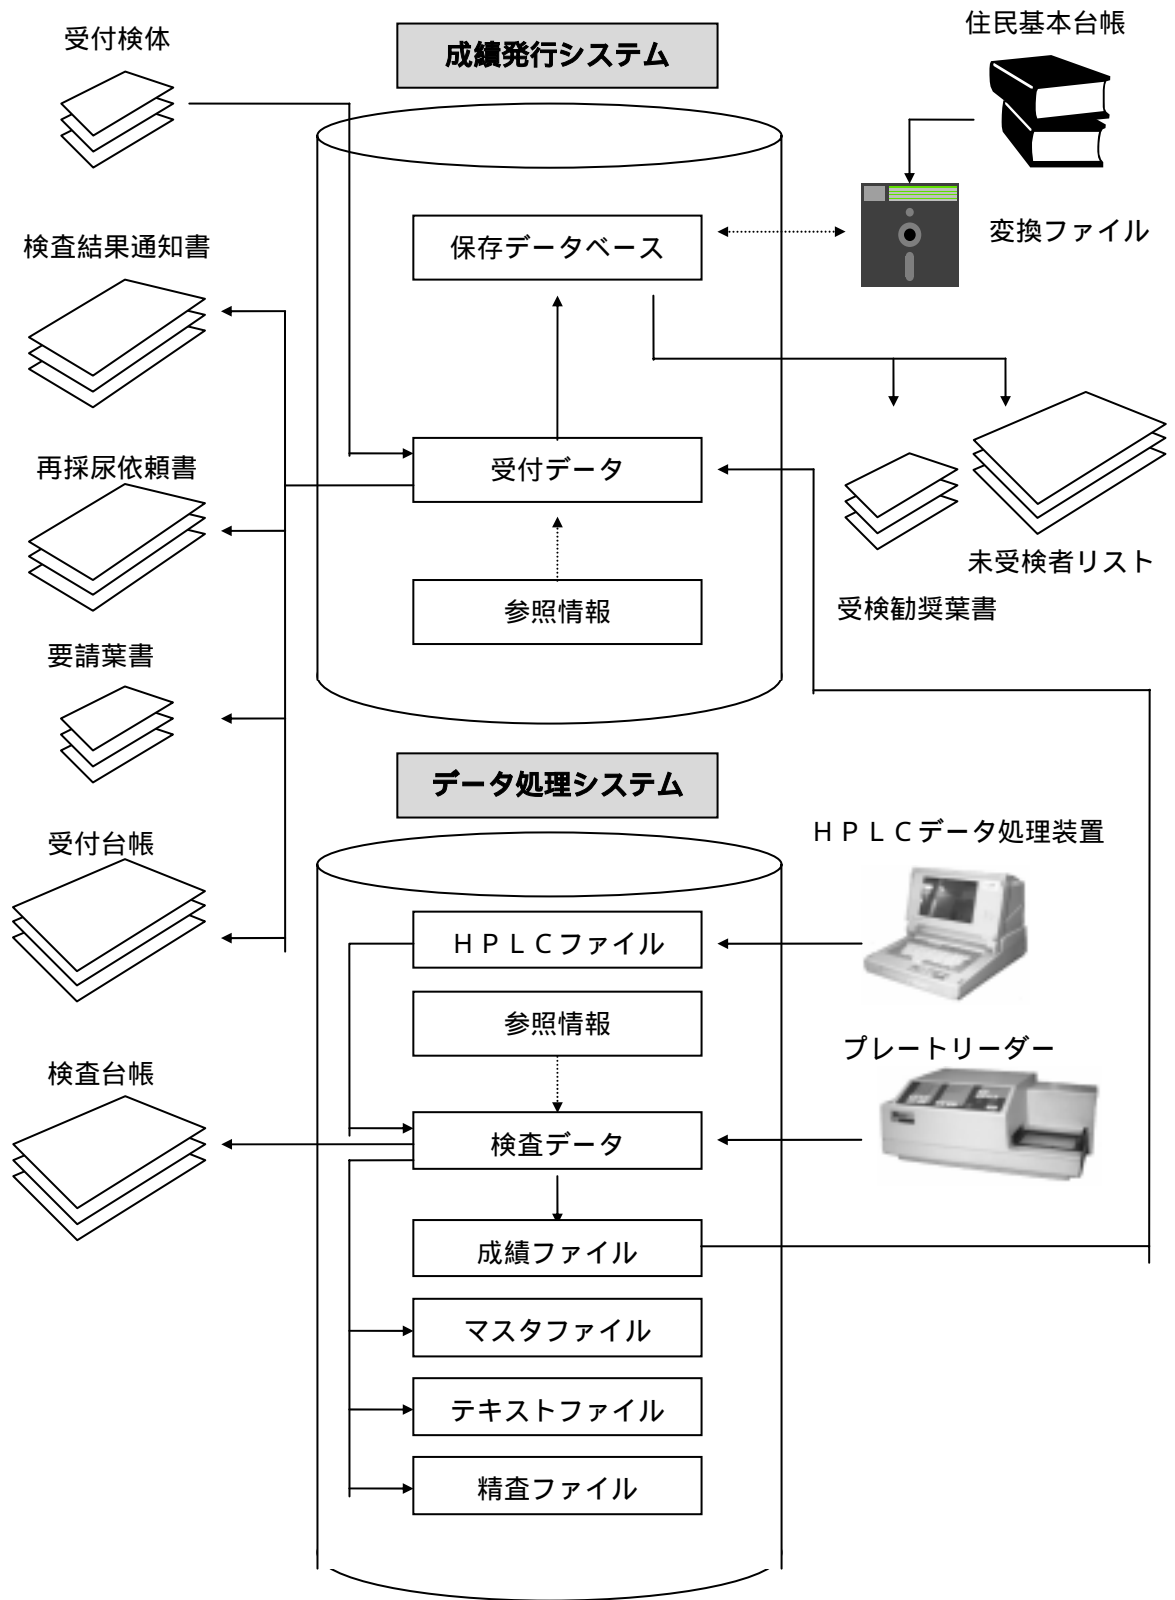 受付検体
成績発行システム
住民基本台帳
保存データベース
変換ファイル
検査結果通知書
受付データ
再採尿依頼書
未受検者リスト
参照情報
受検勧奨葉書
要請葉書
データ処理システム
受付台帳
ＨＰＬＣデータ処理装置
ＨＰＬＣファイル
参照情報
プレートリーダー
検査台帳
検査データ
成績ファイル
マスタファイル
テキストファイル
精査ファイル